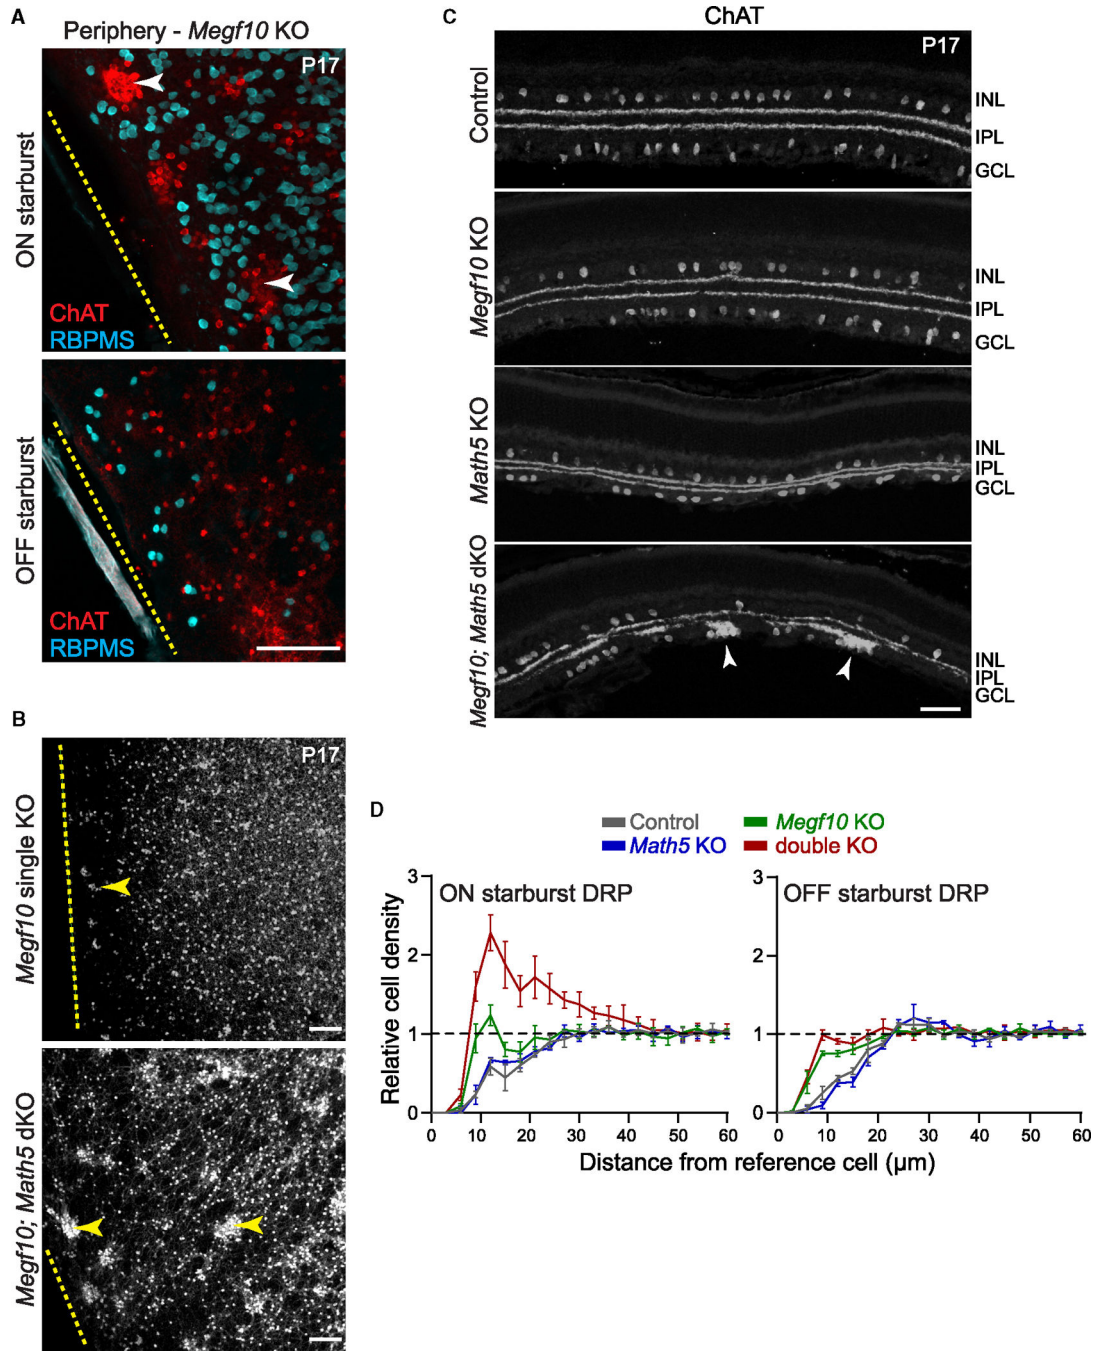 A
Periphery - Megf10 KO
P17
ON starburst
ChAT
RBPMS
OFF starburst
ChAT
RBPMS
B
P17
Megf10 single KO
Megf10; Math5 dKO
C
ChAT
P17
Control
INL
IPL
GCL
Megf10 KO
INL
IPL
GCL
Math5 KO
INL
IPL
GCL
Megf10; Math5 dKO
INL
IPL
GCL
D
Control
Megf10 KO
Math5 KO
double KO
ON starburst DRP
Relative cell density
3
2
1
0
0 10 20 30 40 50 60
OFF starburst DRP
3
2
1
0
0 10 20 30 40 50 60
Distance from reference cell (µm)